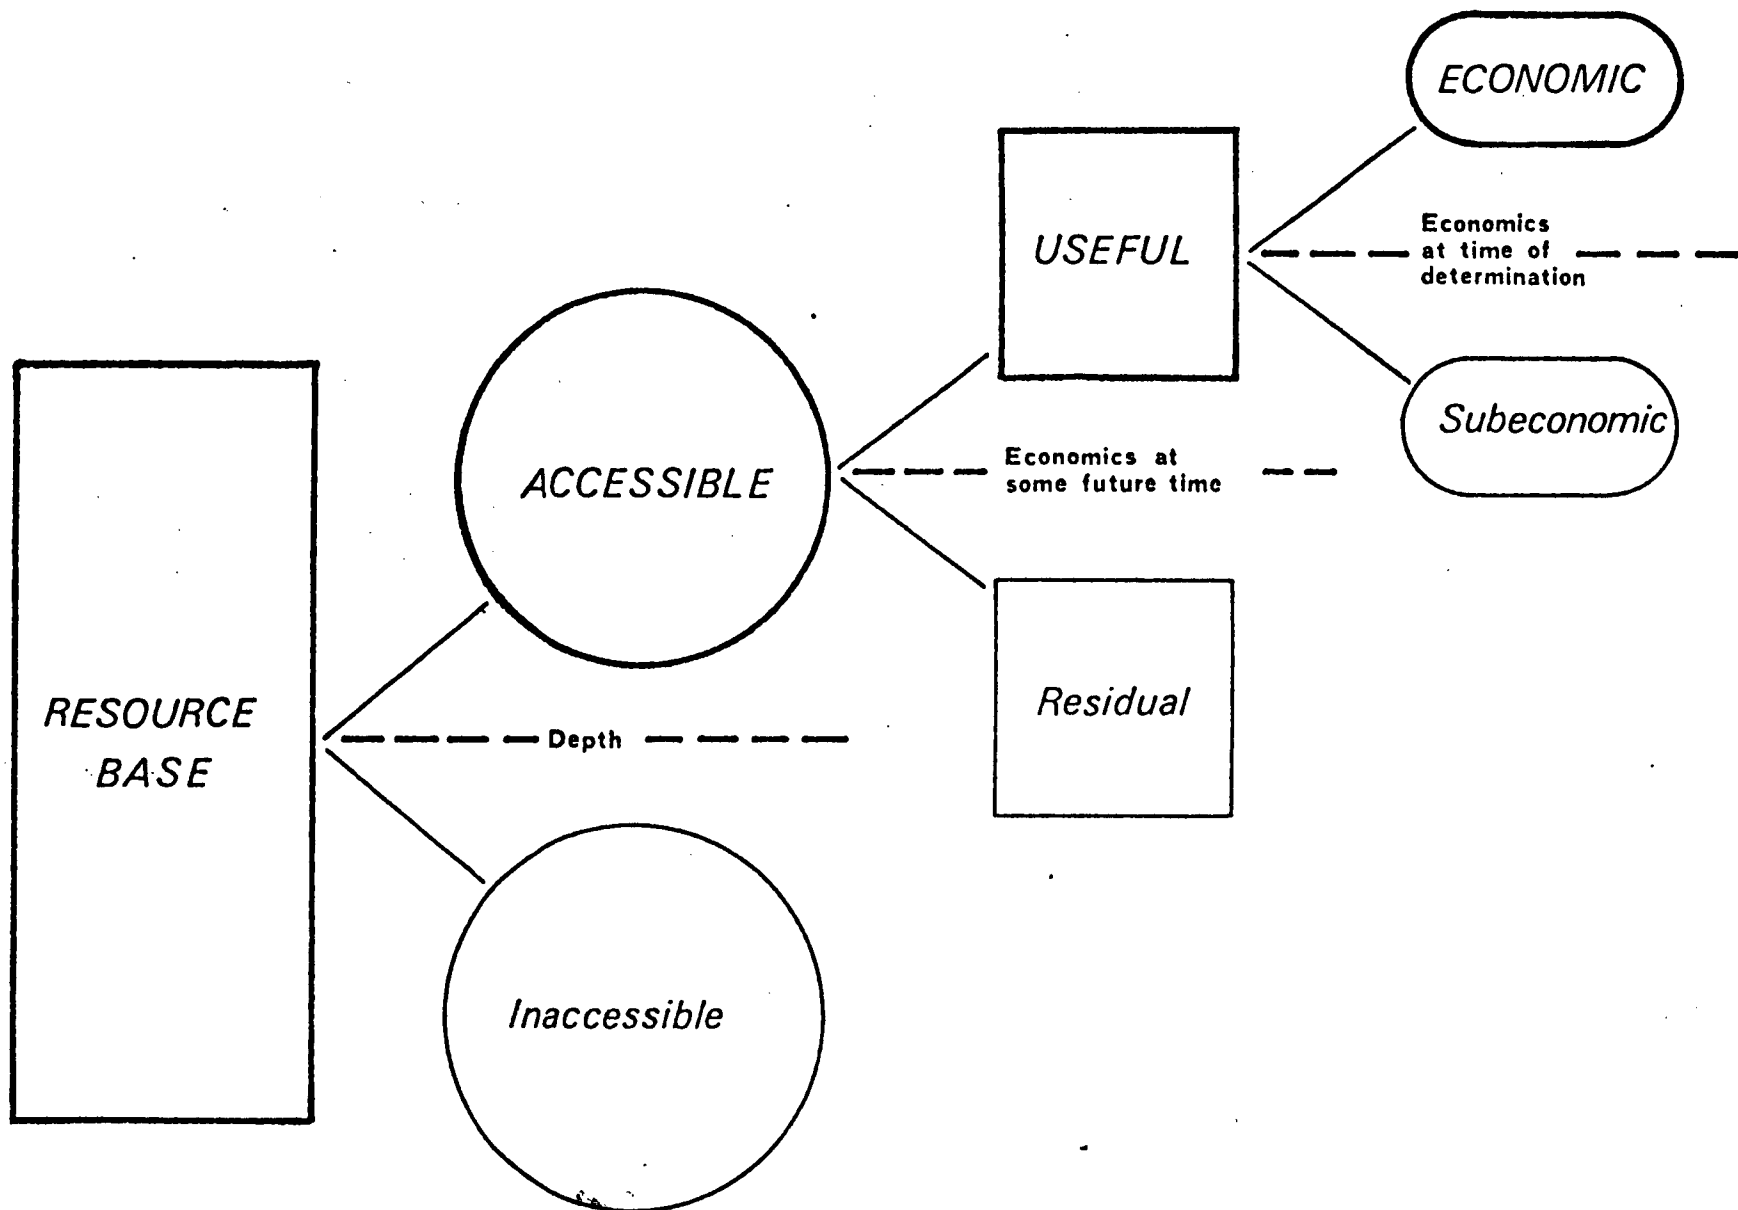 ECONOMIC
Economics
at time of
determination
USEFUL
Subeconomic
Economics at
some future time
ACCESSIBLE
Residual
RESOURCE
BASE
Depth
Inaccessible